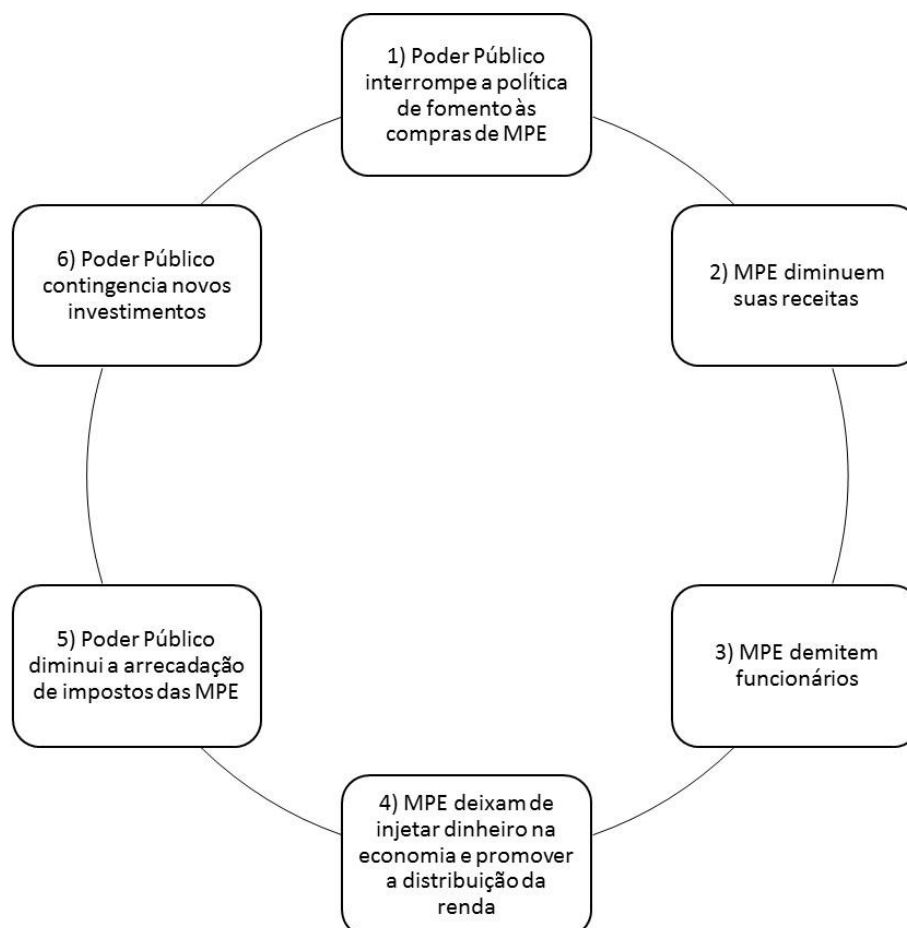 1) Poder Público
interrompe a política
de fomento às
compras de MPE
2) MPE diminuem
suas receitas
3) MPE demitem
funcionários
4) MPE deixam de
injetar dinheiro na
economia e promover
a distribuição da
renda
5) Poder Público
diminui a arrecadação
de impostos das MPE
6) Poder Público
contingencia novos
investimentos